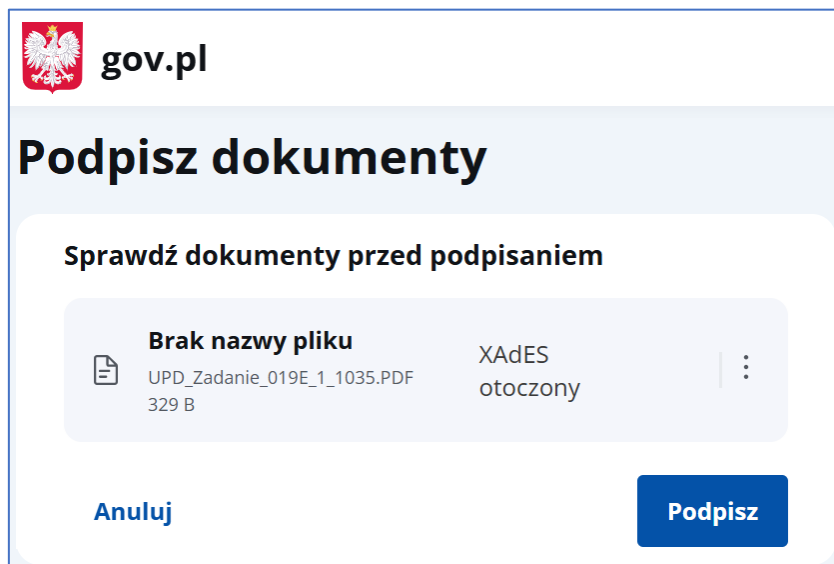 gov.pl
Podpisz dokumenty
Sprawdź dokumenty przed podpisaniem
Brak nazwy pliku
UPD_Zadanie_019E_1_1035.PDF
329 B
XAdES
otoczony
Anuluj
Podpisz